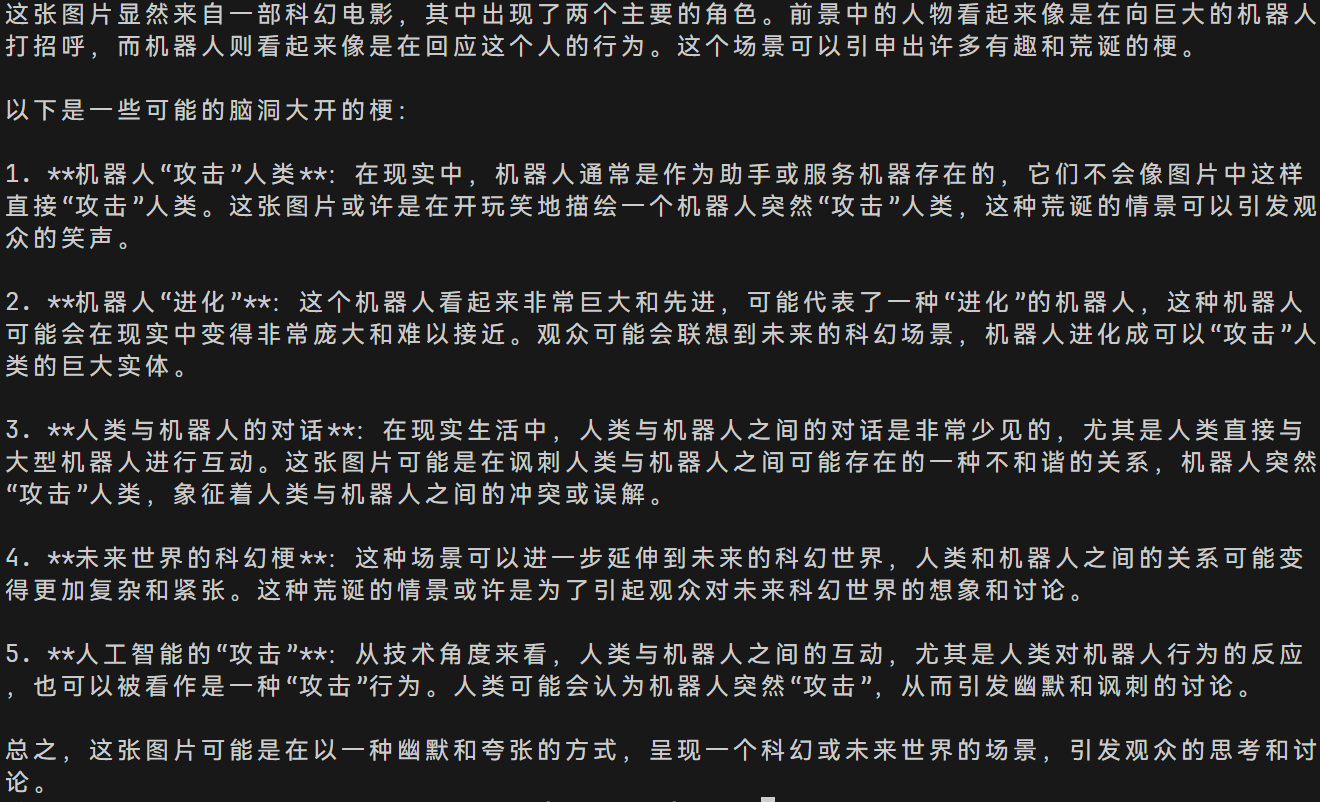 这张图片显然来自一部科幻电影，其中出现了两个主要的角色。前景中的人物看起来像是在向巨大的机器人
打招呼，而机器人则看起来像是在回应这个人的行为。这个场景可以引申出许多有趣和荒诞的梗。
以下是一些可能的脑洞大开的梗：
1. **机器人“攻击”人类**：在现实中，机器人通常是作为助手或服务机器存在的，它们不会像图片中这样
直接“攻击”人类。这张图片或许是在开玩笑地描绘一个机器人突然“攻击”人类，这种荒诞的情景可以引发观
众的笑声。
2. **机器人“进化”**：这个机器人看起来非常巨大和先进，可能代表了一种“进化”的机器人，这种机器人
可能会在现实中变得非常庞大和难以接近。观众可能会联想到未来的科幻场景，机器人进化成可以“攻击”人
类的巨大实体。
3. **人类与机器人的对话**：在现实生活中，人类与机器人之间的对话是非常少见的，尤其是人类直接与
大型机器人进行互动。这张图片可能是在讽刺人类与机器人之间可能存在的一种不和谐的关系，机器人突然
“攻击”人类，象征着人类与机器人之间的冲突或误解。
4. **未来世界的科幻梗**：这种场景可以进一步延伸到未来的科幻世界，人类和机器人之间的关系可能变
得更加复杂和紧张。这种荒诞的情景或许是为了引起观众对未来科幻世界的想象和讨论。
5. **人工智能的“攻击”**：从技术角度来看，人类与机器人之间的互动，尤其是人类对机器人行为的反应
，也可以被看作是一种“攻击”行为。人类可能会认为机器人突然“攻击”，从而引发幽默和讽刺的讨论。
总之，这张图片可能是在以一种幽默和夸张的方式，呈现一个科幻或未来世界的场景，引发观众的思考和讨
论。